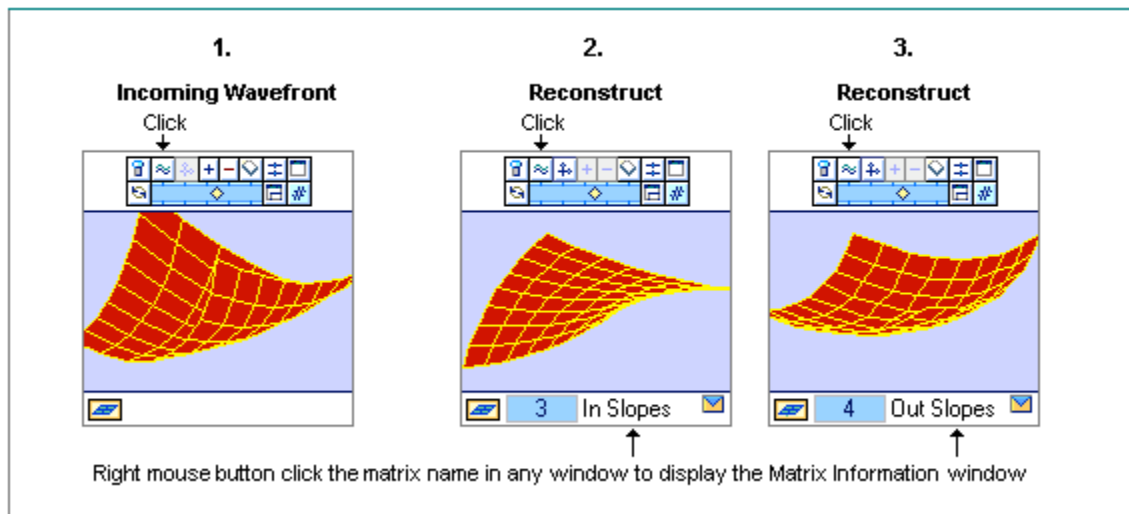 1.
2.
3.
Incoming Wavefront
Reconstruct
Reconstruct
Click
Click
Click
3 In Slopes
4 Out Slopes
Right mouse button click the matrix name in any window to display the Matrix Information window